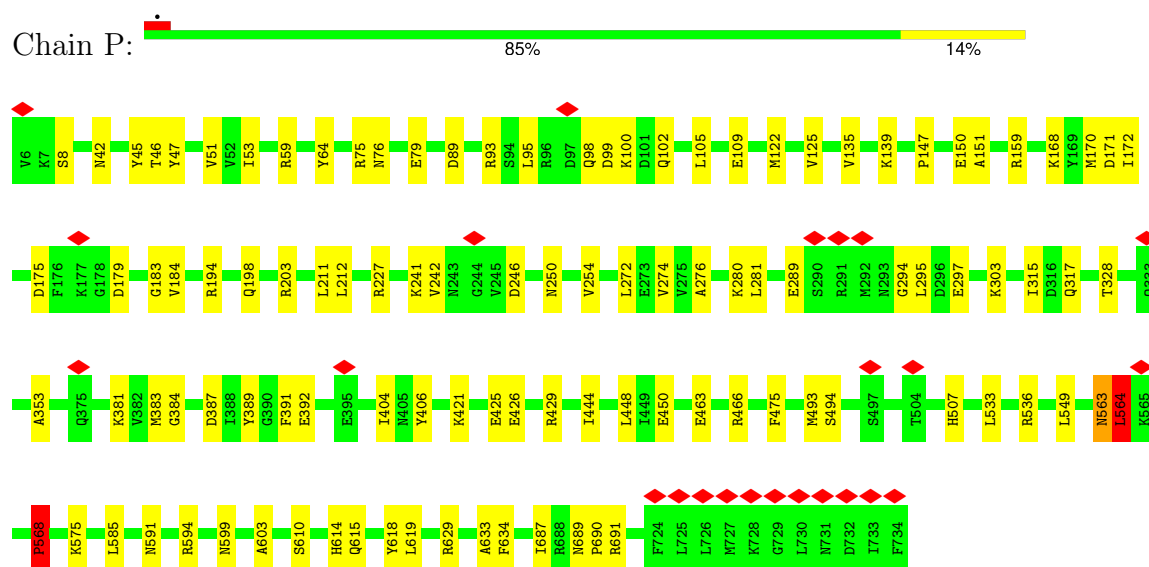 Chain P:
85% 14%
V6 K7 S8 N42 Y45 T46 Y47 V51 V52 I53 R59 Y64 R75 N76 E79 D89 R93 S94 L95 R96 D97 Q98 D99 K100 D101 Q102 L105 E109 M122 V125 V135 K139 P147 E150 A151 R159 K168 Y169 M170 D171 I172
D175 F176 K177 G178 D179 G183 V184 R194 Q198 R203 L211 L212 R227 K241 V242 N243 G244 V245 D246 N250 V254 L272 E273 V274 V275 A276 K280 L281 E289 S290 R291 M292 N293 G294 L295 D296 E297 K303 I315 D316 Q317 T328
A353 Q375 K381 V382 M383 G384 D387 I388 Y389 G390 F391 E392 E395 I404 N405 Y406 K421 E425 E426 R429 I444 L448 I449 E450 E463 R466 F475 M493 S494 S497 T504 H507 L533 R536 L549 N563 L564 K565
P568 K575 L585 N591 R594 N599 A603 S610 H614 Q615 Y618 L619 R629 A633 F634 I687 R688 N689 P690 R691 F724 L725 L726 M727 K728 G729 L730 N731 D732 I733 F734